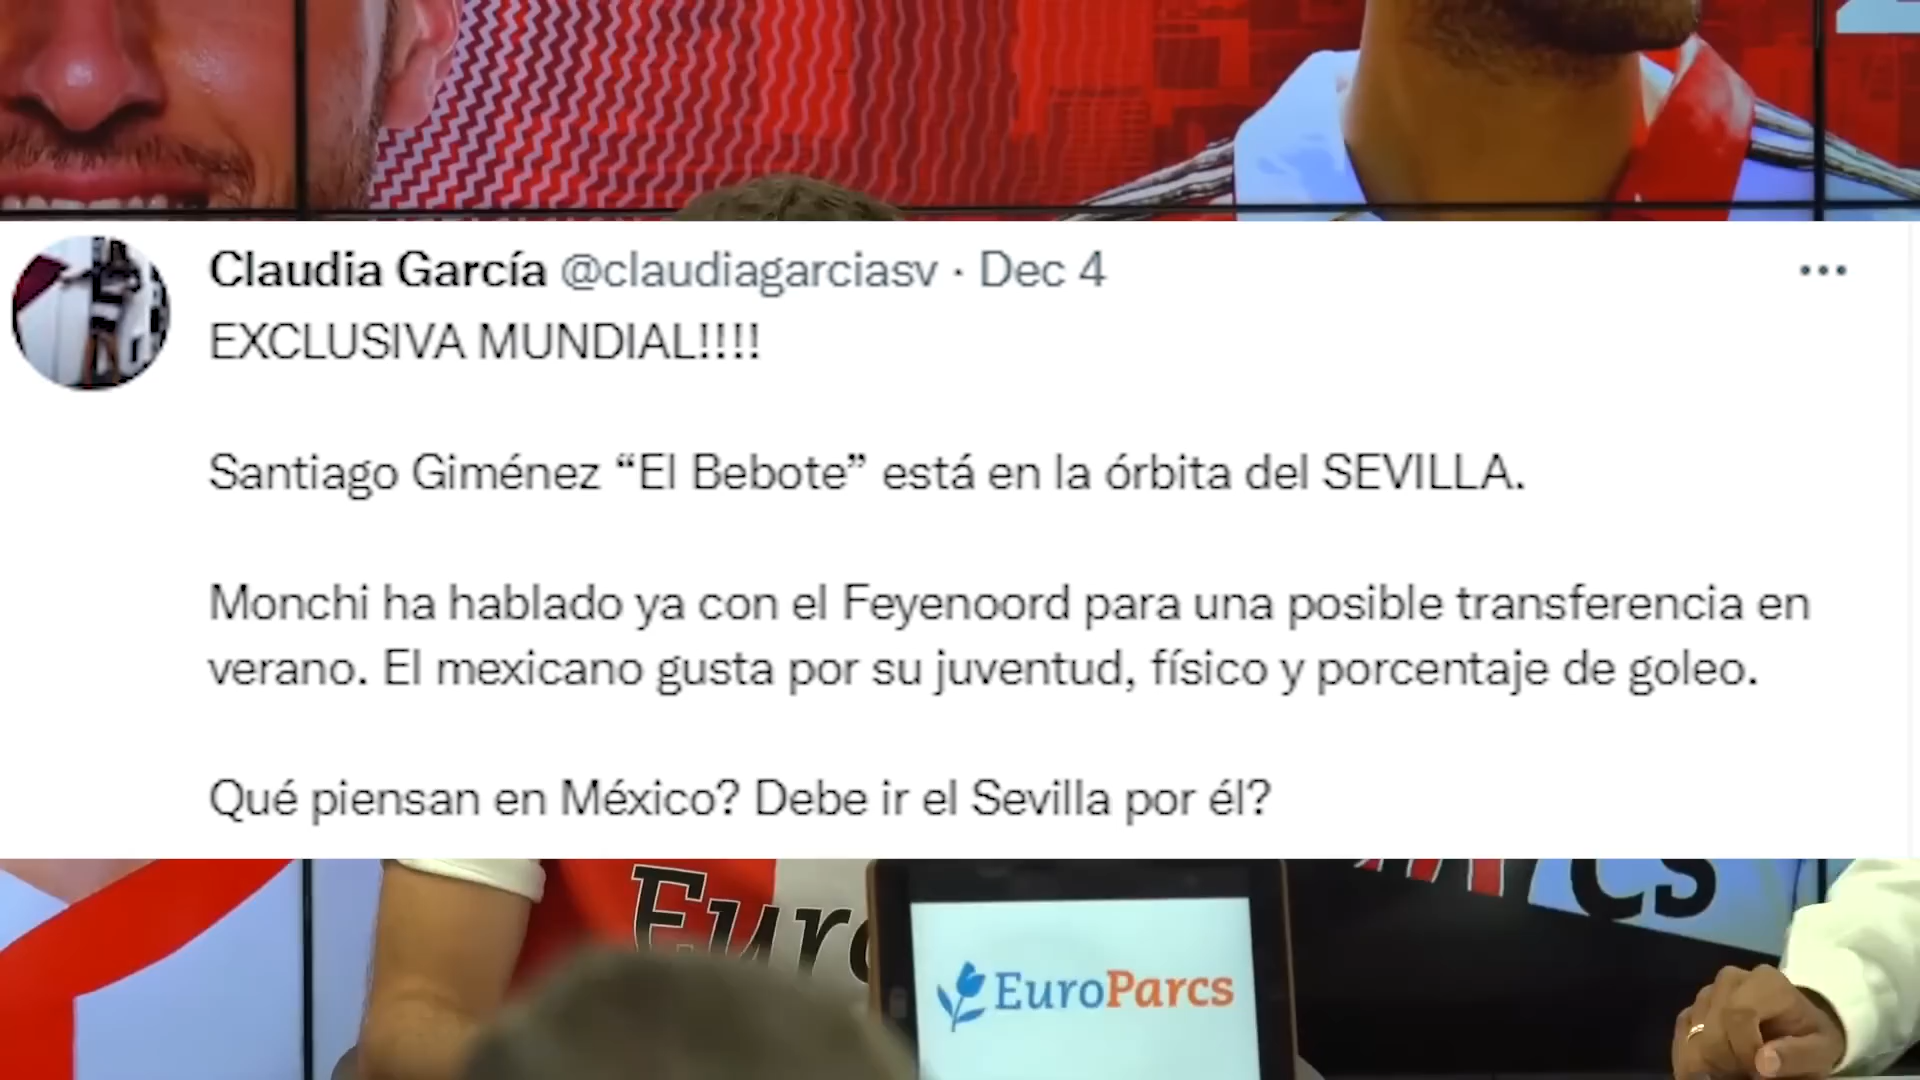 Claudia García @claudiagarciasv · Dec 4
EXCLUSIVA MUNDIAL!!!!
Santiago Giménez “El Bebote” está en la órbita del SEVILLA.
Monchi ha hablado ya con el Feyenoord para una posible transferencia en
verano. El mexicano gusta por su juventud, físico y porcentaje de goleo.
Qué piensan en México? Debe ir el Sevilla por él?
Euro
EuroParcs
cs